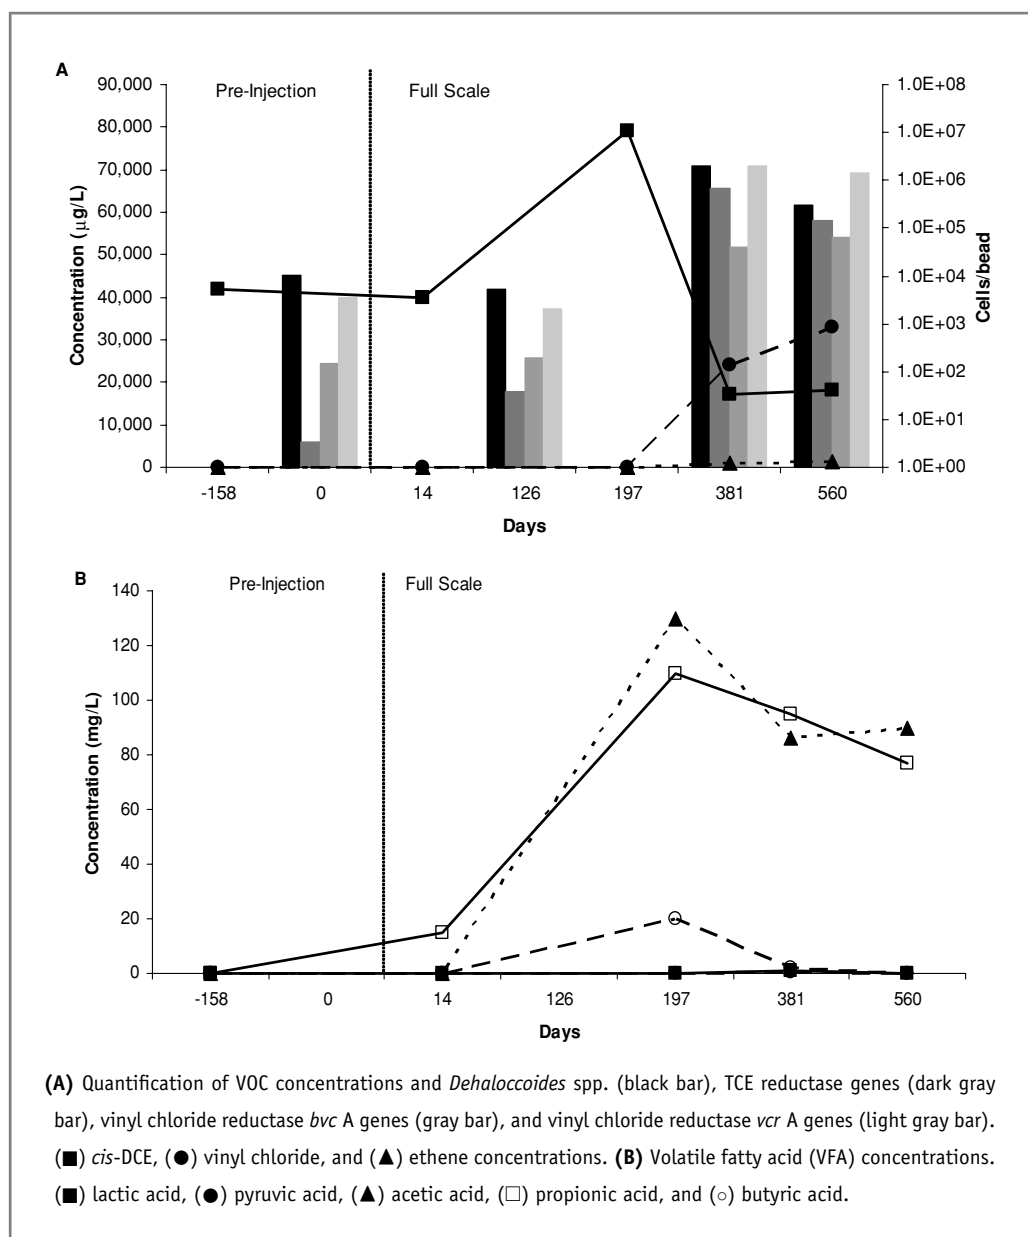 A
Pre-Injection
Full Scale
90,000
80,000
70,000
60,000
50,000
40,000
30,000
20,000
10,000
0
Concentration (µg/L)
1.0E+08
1.0E+07
1.0E+06
1.0E+05
1.0E+04
1.0E+03
1.0E+02
1.0E+01
1.0E+00
Cells/bead
-158 0 14 126 197 381 560
Days
B
Pre-Injection
Full Scale
140
120
100
80
60
40
20
0
Concentration (mg/L)
-158 0 14 126 197 381 560
Days
(A) Quantification of VOC concentrations and Dehaloccoides spp. (black bar), TCE reductase genes (dark gray
bar), vinyl chloride reductase bvc A genes (gray bar), and vinyl chloride reductase vcr A genes (light gray bar).
(■) cis-DCE, (●) vinyl chloride, and (▲) ethene concentrations. (B) Volatile fatty acid (VFA) concentrations.
(■) lactic acid, (●) pyruvic acid, (▲) acetic acid, (□) propionic acid, and (○) butyric acid.